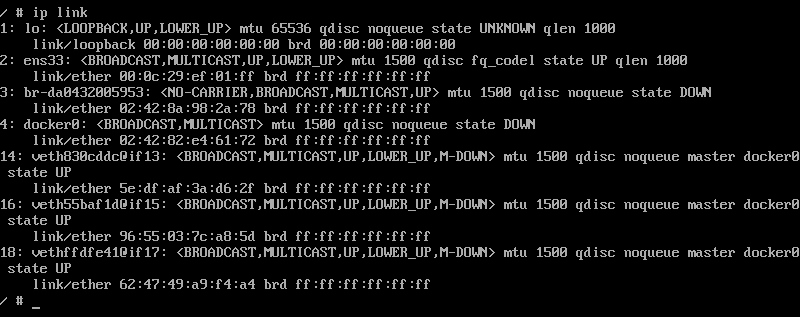 / # ip link
1: lo: <LOOPBACK,UP,LOWER_UP> mtu 65536 qdisc noqueue state UNKNOWN qlen 1000
    link/loopback 00:00:00:00:00:00 brd 00:00:00:00:00:00
2: ens33: <BROADCAST,MULTICAST,UP,LOWER_UP> mtu 1500 qdisc fq_codel state UP qlen 1000
    link/ether 00:0c:29:ef:01:ff brd ff:ff:ff:ff:ff:ff
3: br-da0432005953: <NO-CARRIER,BROADCAST,MULTICAST,UP> mtu 1500 qdisc noqueue state DOWN
    link/ether 02:42:8a:98:2a:78 brd ff:ff:ff:ff:ff:ff
4: docker0: <BROADCAST,MULTICAST> mtu 1500 qdisc noqueue state DOWN
    link/ether 02:42:82:e4:61:72 brd ff:ff:ff:ff:ff:ff
14: veth830cddc@if13: <BROADCAST,MULTICAST,UP,LOWER_UP,M-DOWN> mtu 1500 qdisc noqueue master docker0
 state UP
    link/ether 5e:df:af:3a:d6:2f brd ff:ff:ff:ff:ff:ff
16: veth55baf1d@if15: <BROADCAST,MULTICAST,UP,LOWER_UP,M-DOWN> mtu 1500 qdisc noqueue master docker0
 state UP
    link/ether 96:55:03:7c:a8:5d brd ff:ff:ff:ff:ff:ff
18: vethffdfe41@if17: <BROADCAST,MULTICAST,UP,LOWER_UP,M-DOWN> mtu 1500 qdisc noqueue master docker0
 state UP
    link/ether 62:47:49:a9:f4:a4 brd ff:ff:ff:ff:ff:ff
/ # _